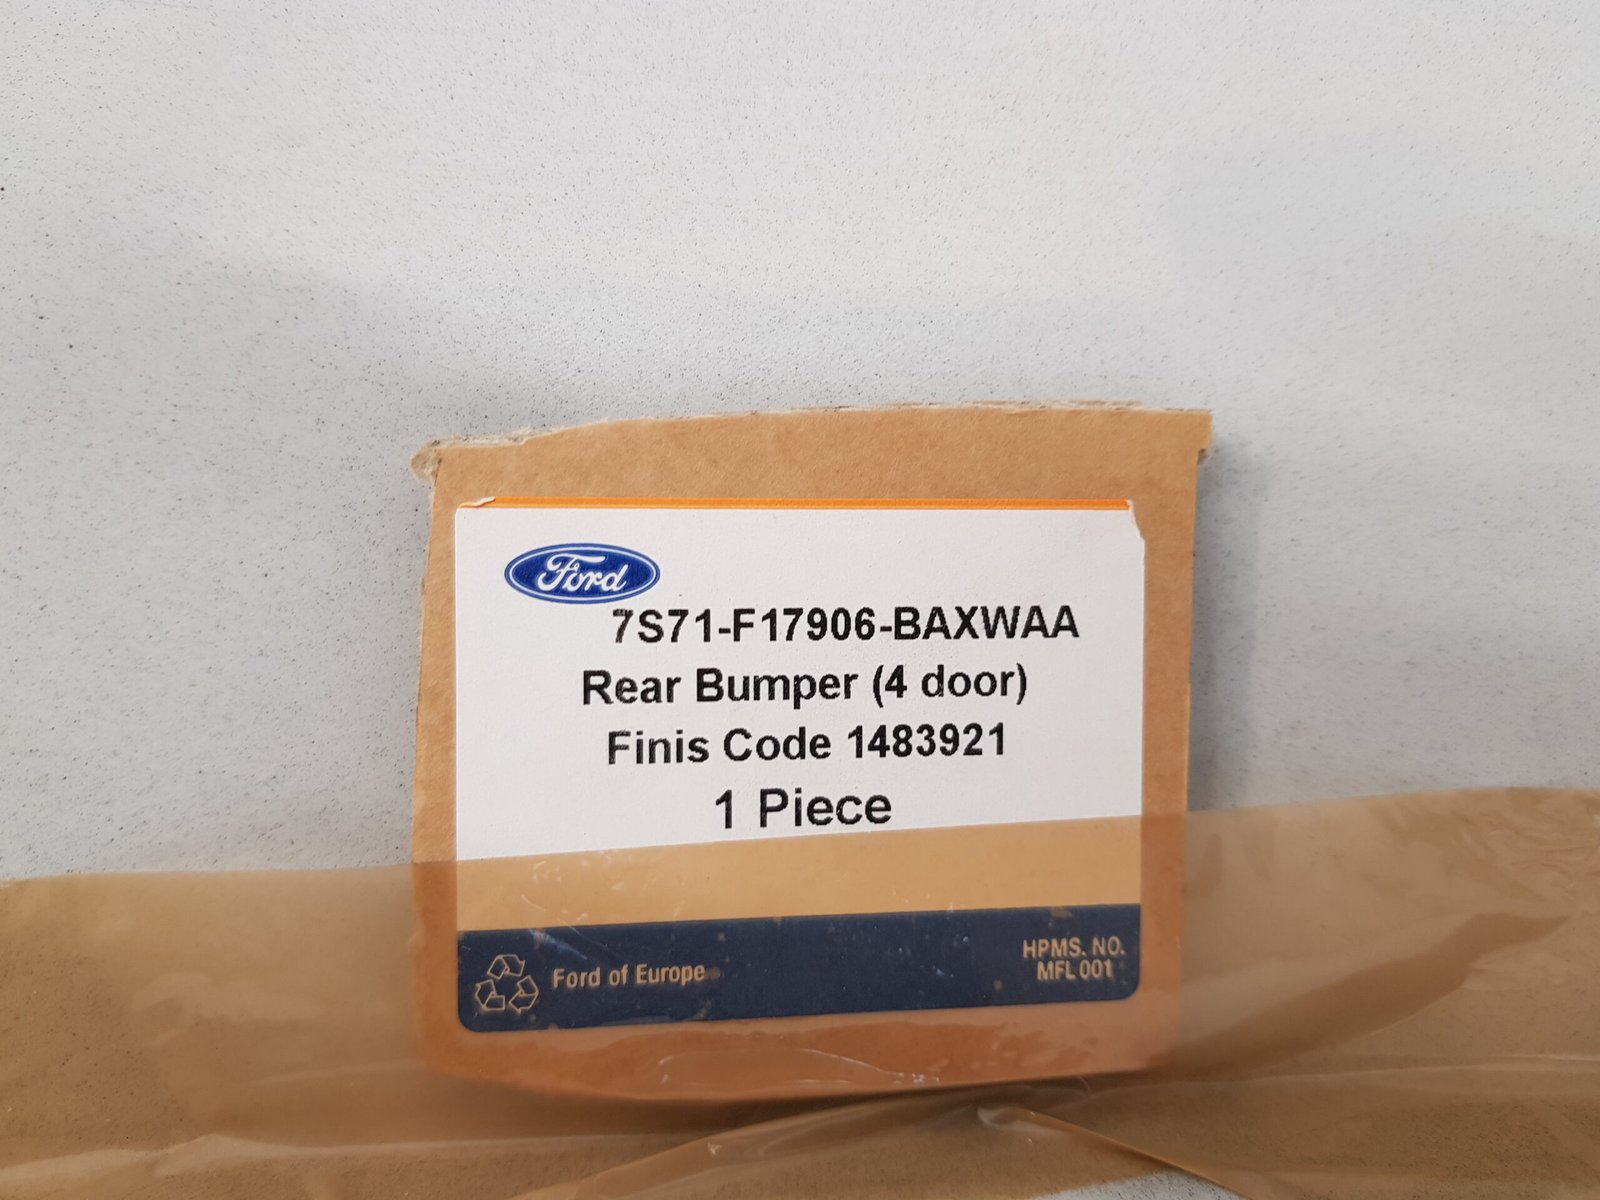 Ford
7S71-F17906-BAXWAA
Rear Bumper (4 door)
Finis Code 1483921
1 Piece
Ford of Europe
HPMS. NO.
MFL 001